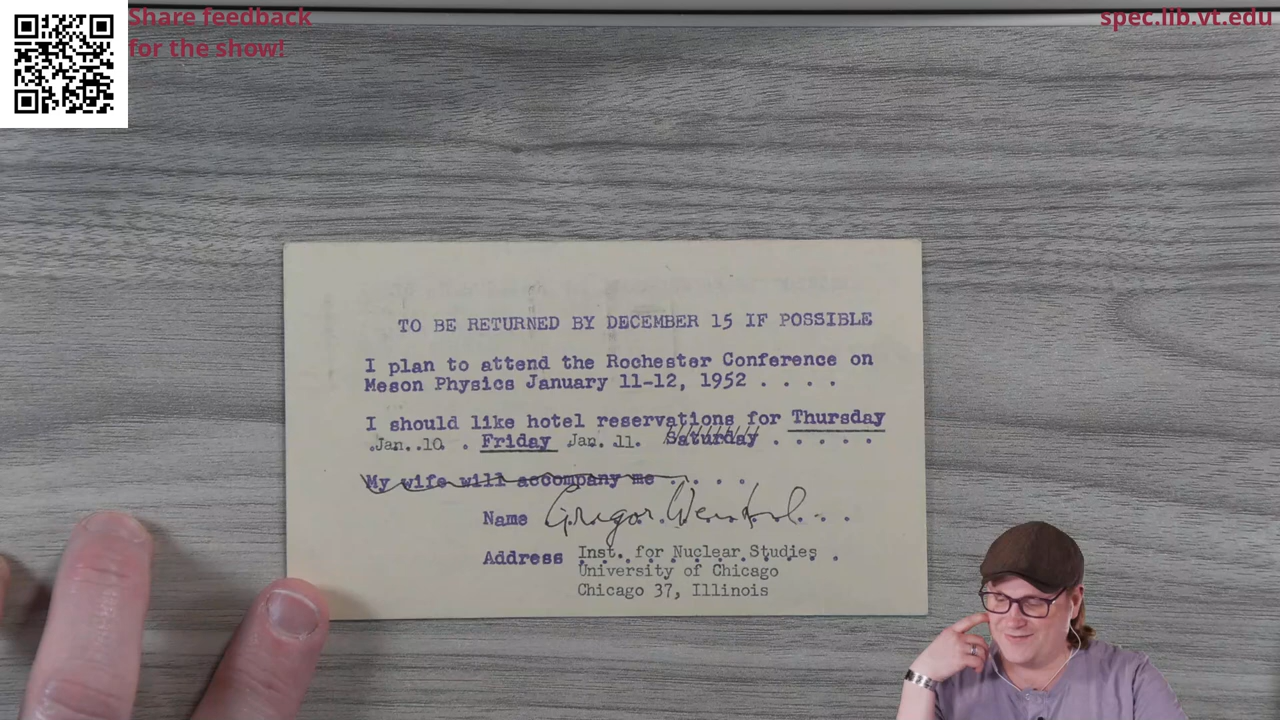 Share feedback
for the show!
spec.lib.vt.edu
TO BE RETURNED BY DECEMBER 15 IF POSSIBLE
I plan to attend the Rochester Conference on
Meson Physics January 11-12, 1952 . . . .
I should like hotel reservations for Thursday
.Jan. .10. . Friday Jan. 11. Saturday . . . . .
My wife will accompany me . . . .
Name Gregor Wentzel . . .
Address Inst. for Nuclear Studies .
University of Chicago
Chicago 37, Illinois